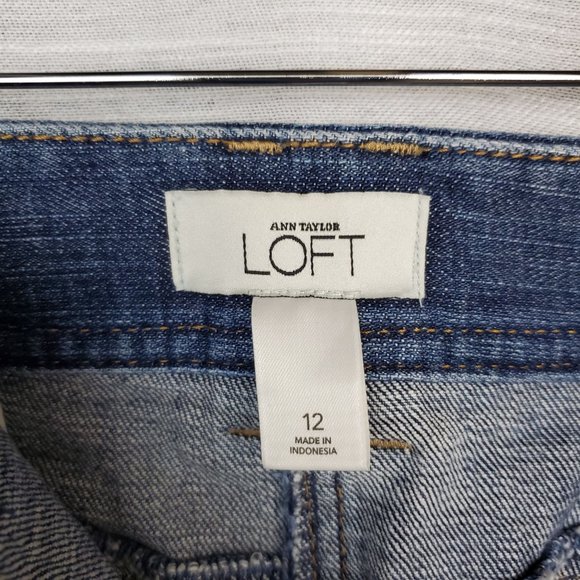 ANN TAYLOR
LOFT
12
MADE IN
INDONESIA